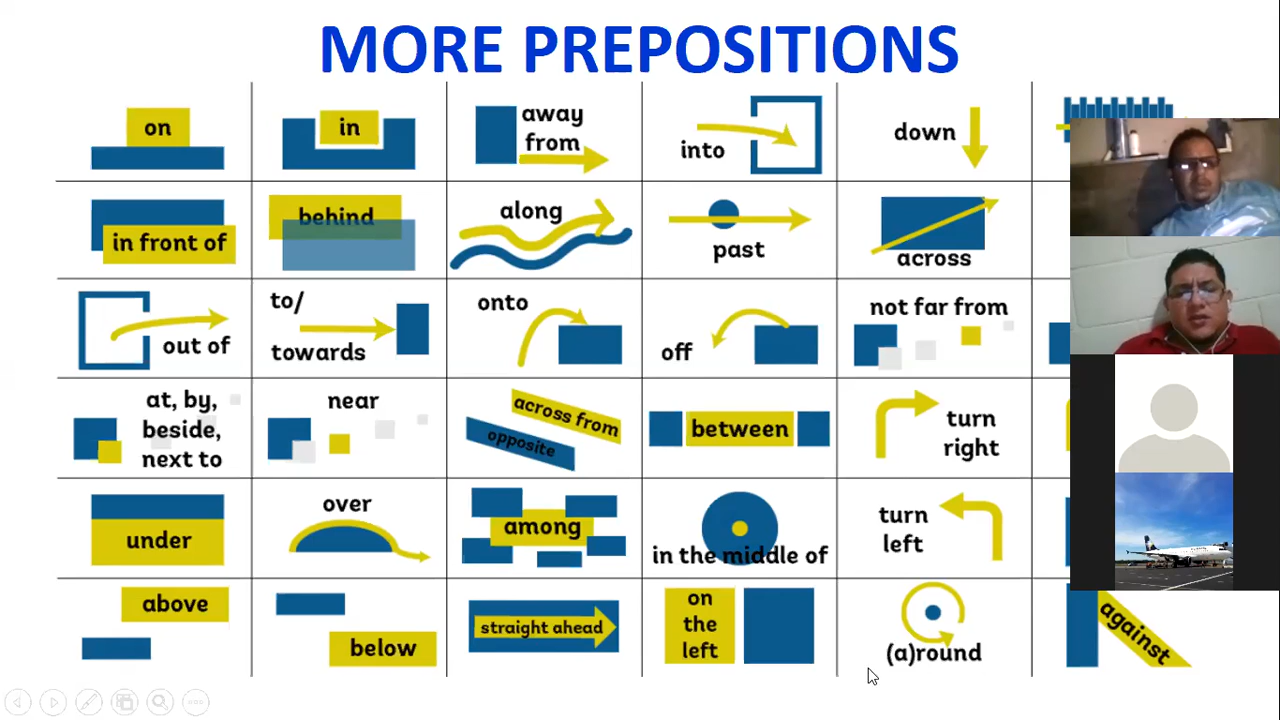 MORE PREPOSITIONS
on
in
away
from
into
down
in front of
behind
along
past
across
out of
to/
towards
onto
off
not far from
at, by,
beside,
next to
near
across from
opposite
between
turn
right
under
over
among
in the middle of
turn
left
above
below
straight ahead
on
the
left
(a)round
against